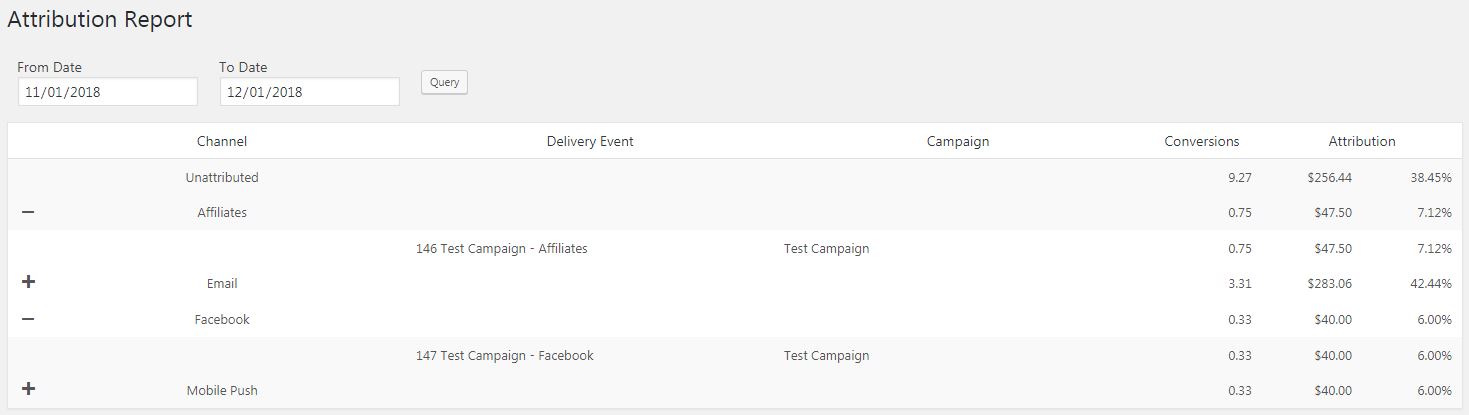 Attribution Report
From Date To Date
11/01/2018 12/01/2018 Query
Channel Delivery Event Campaign Conversions Attribution
Unattributed 9.27 $256.44 38.45%
Affiliates 0.75 $47.50 7.12%
146 Test Campaign - Affiliates Test Campaign 0.75 $47.50 7.12%
Email 3.31 $283.06 42.44%
Facebook 0.33 $40.00 6.00%
147 Test Campaign - Facebook Test Campaign 0.33 $40.00 6.00%
Mobile Push 0.33 $40.00 6.00%